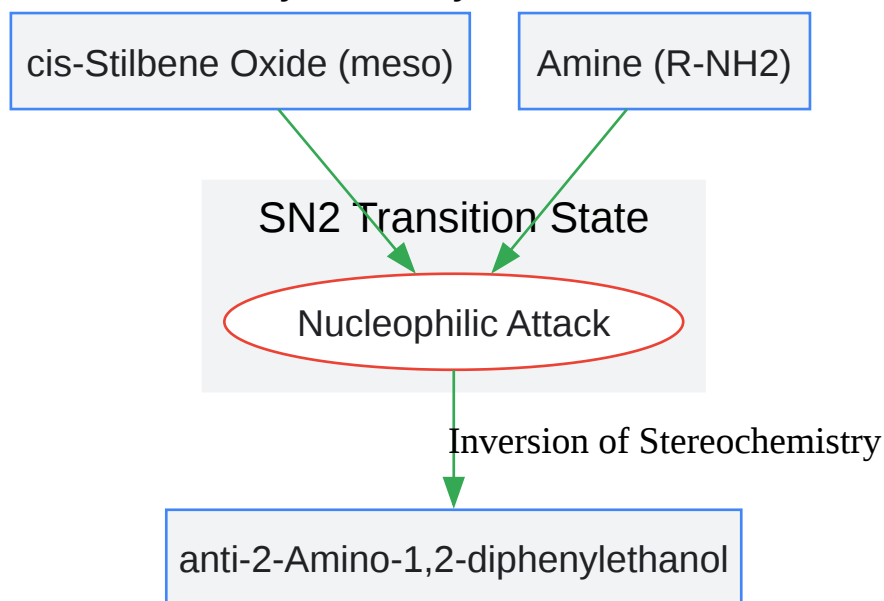 cis-Stilbene Oxide (meso)
Amine (R-NH2)
SN2 Transition State
Nucleophilic Attack
Inversion of Stereochemistry
anti-2-Amino-1,2-diphenylethanol